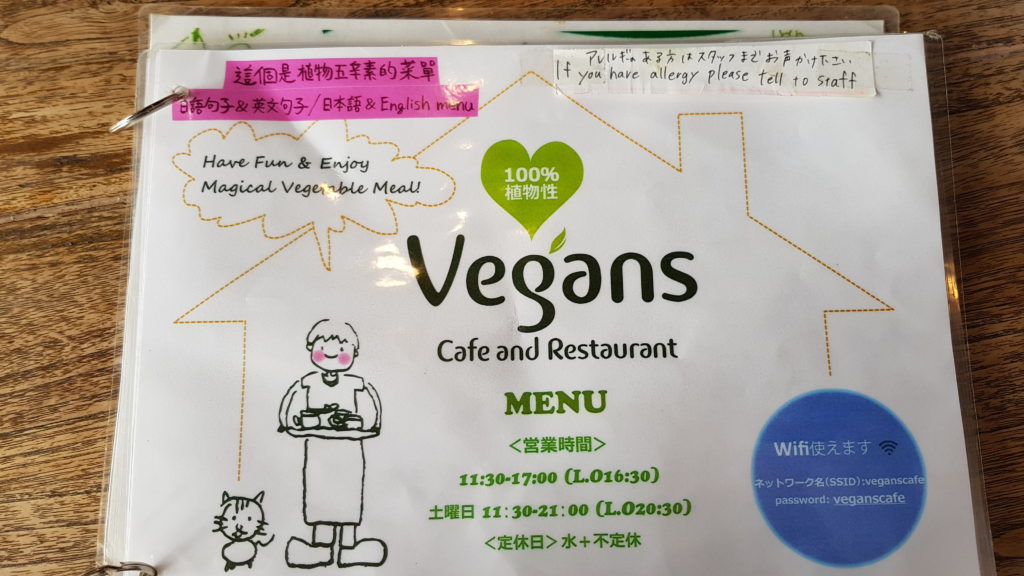 這個是植物五辛素的菜單
日語句子&英文句子/日本語&English menu
アレルギーのある方はスタッフまでお声かけ下さい
If you have allergy please tell to staff
Have Fun & Enjoy
Magical Vegetable Meal!
100%
植物性
Vegans
Cafe and Restaurant
MENU
<営業時間>
11:30-17:00 (L.O16:30)
土曜日 11:30-21:00 (L.O20:30)
<定休日>水+不定休
Wifi使えます
ネットワーク名(SSID):veganscafe
password: veganscafe